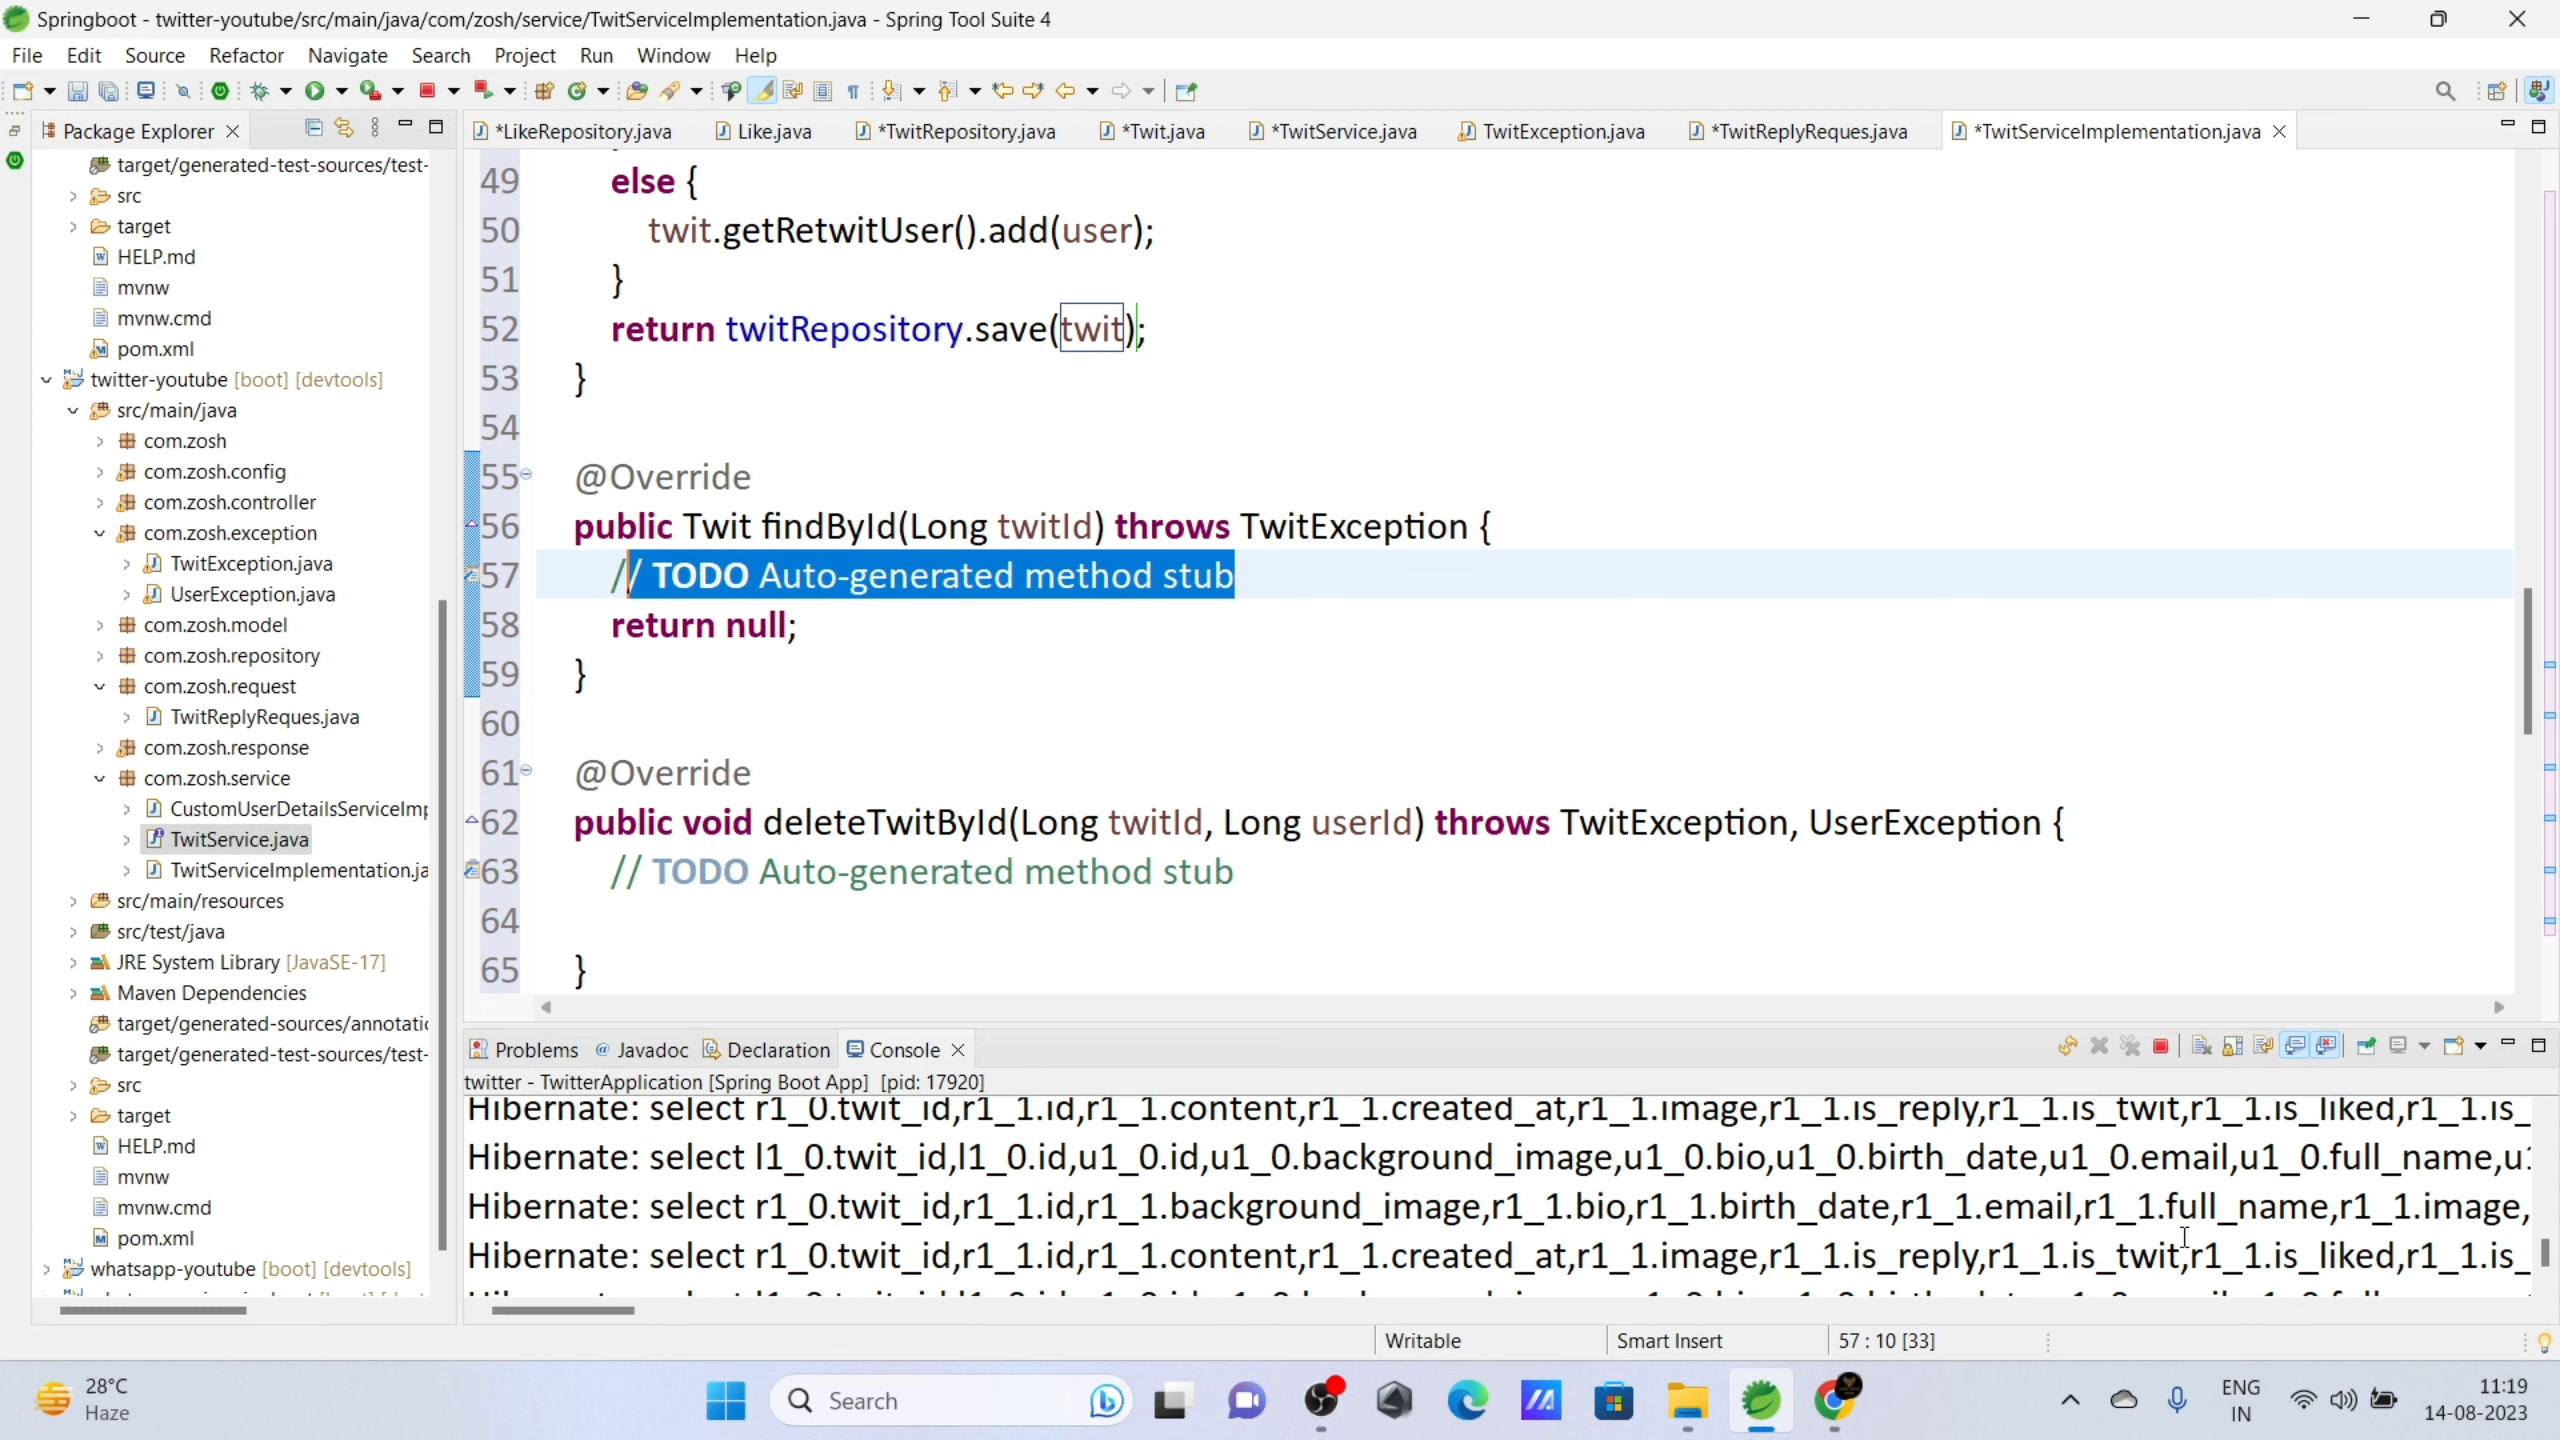 Springboot - twitter-youtube/src/main/java/com/zosh/service/TwitServiceImplementation.java - Spring Tool Suite 4
File Edit Source Refactor Navigate Search Project Run Window Help
Package Explorer
*LikeRepository.java Like.java *TwitRepository.java *Twit.java *TwitService.java TwitException.java *TwitReplyReques.java *TwitServiceImplementation.java
target/generated-test-sources/test-
src
target
HELP.md
mvnw
mvnw.cmd
pom.xml
twitter-youtube [boot] [devtools]
src/main/java
com.zosh
com.zosh.config
com.zosh.controller
com.zosh.exception
TwitException.java
UserException.java
com.zosh.model
com.zosh.repository
com.zosh.request
TwitReplyReques.java
com.zosh.response
com.zosh.service
CustomUserDetailsServiceImp
TwitService.java
TwitServiceImplementation.ja
src/main/resources
src/test/java
JRE System Library [JavaSE-17]
Maven Dependencies
target/generated-sources/annotatio
target/generated-test-sources/test-
src
target
HELP.md
mvnw
mvnw.cmd
pom.xml
whatsapp-youtube [boot] [devtools]
49 else {
50 twit.getRetwitUser().add(user);
51 }
52 return twitRepository.save(twit);
53 }
54
55 @Override
56 public Twit findById(Long twitId) throws TwitException {
57 // TODO Auto-generated method stub
58 return null;
59 }
60
61 @Override
62 public void deleteTwitById(Long twitId, Long userId) throws TwitException, UserException {
63 // TODO Auto-generated method stub
64
65 }
Problems Javadoc Declaration Console
twitter - TwitterApplication [Spring Boot App] [pid: 17920]
Hibernate: select r1_0.twit_id,r1_1.id,r1_1.content,r1_1.created_at,r1_1.image,r1_1.is_reply,r1_1.is_twit,r1_1.is_liked,r1_1.is_
Hibernate: select l1_0.twit_id,l1_0.id,u1_0.id,u1_0.background_image,u1_0.bio,u1_0.birth_date,u1_0.email,u1_0.full_name,u1
Hibernate: select r1_0.twit_id,r1_1.id,r1_1.background_image,r1_1.bio,r1_1.birth_date,r1_1.email,r1_1.full_name,r1_1.image,
Hibernate: select r1_0.twit_id,r1_1.id,r1_1.content,r1_1.created_at,r1_1.image,r1_1.is_reply,r1_1.is_twit,r1_1.is_liked,r1_1.is_
Writable Smart Insert 57 : 10 [33]
28°C
Haze
Search
ENG
IN
11:19
14-08-2023